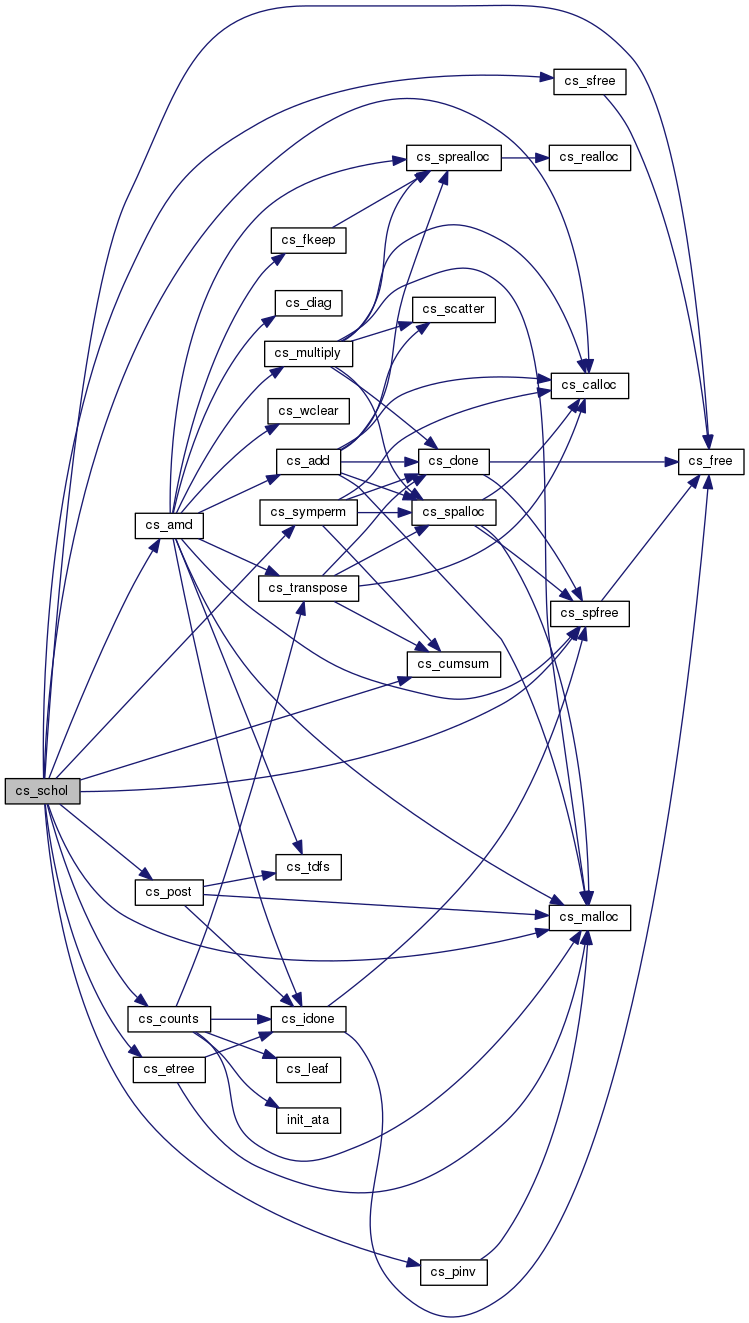 cs_sfree
cs_sprealloc
cs_realloc
cs_fkeep
cs_diag
cs_scatter
cs_multiply
cs_calloc
cs_wclear
cs_add
cs_done
cs_free
cs_symperm
cs_spalloc
cs_amd
cs_transpose
cs_spfree
cs_cumsum
cs_schol
cs_tdfs
cs_post
cs_malloc
cs_counts
cs_idone
cs_etree
cs_leaf
init_ata
cs_pinv